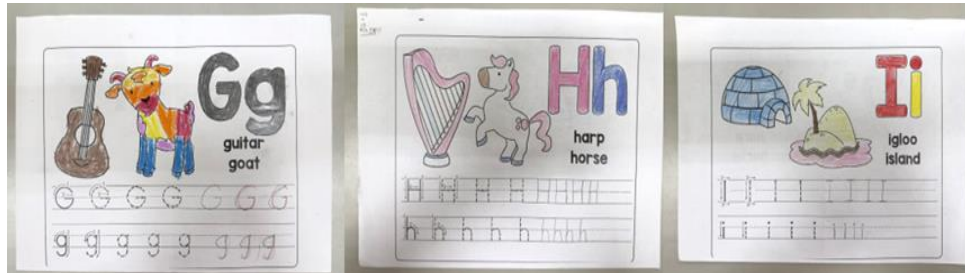 Gg
guitar
goat
G G G G G G G
g g g g g g g g
Hh
harp
horse
H H H H H H H H
h h h h h h h h h
Ii
igloo
island
I I I I I I I I
i i i i i i i i i